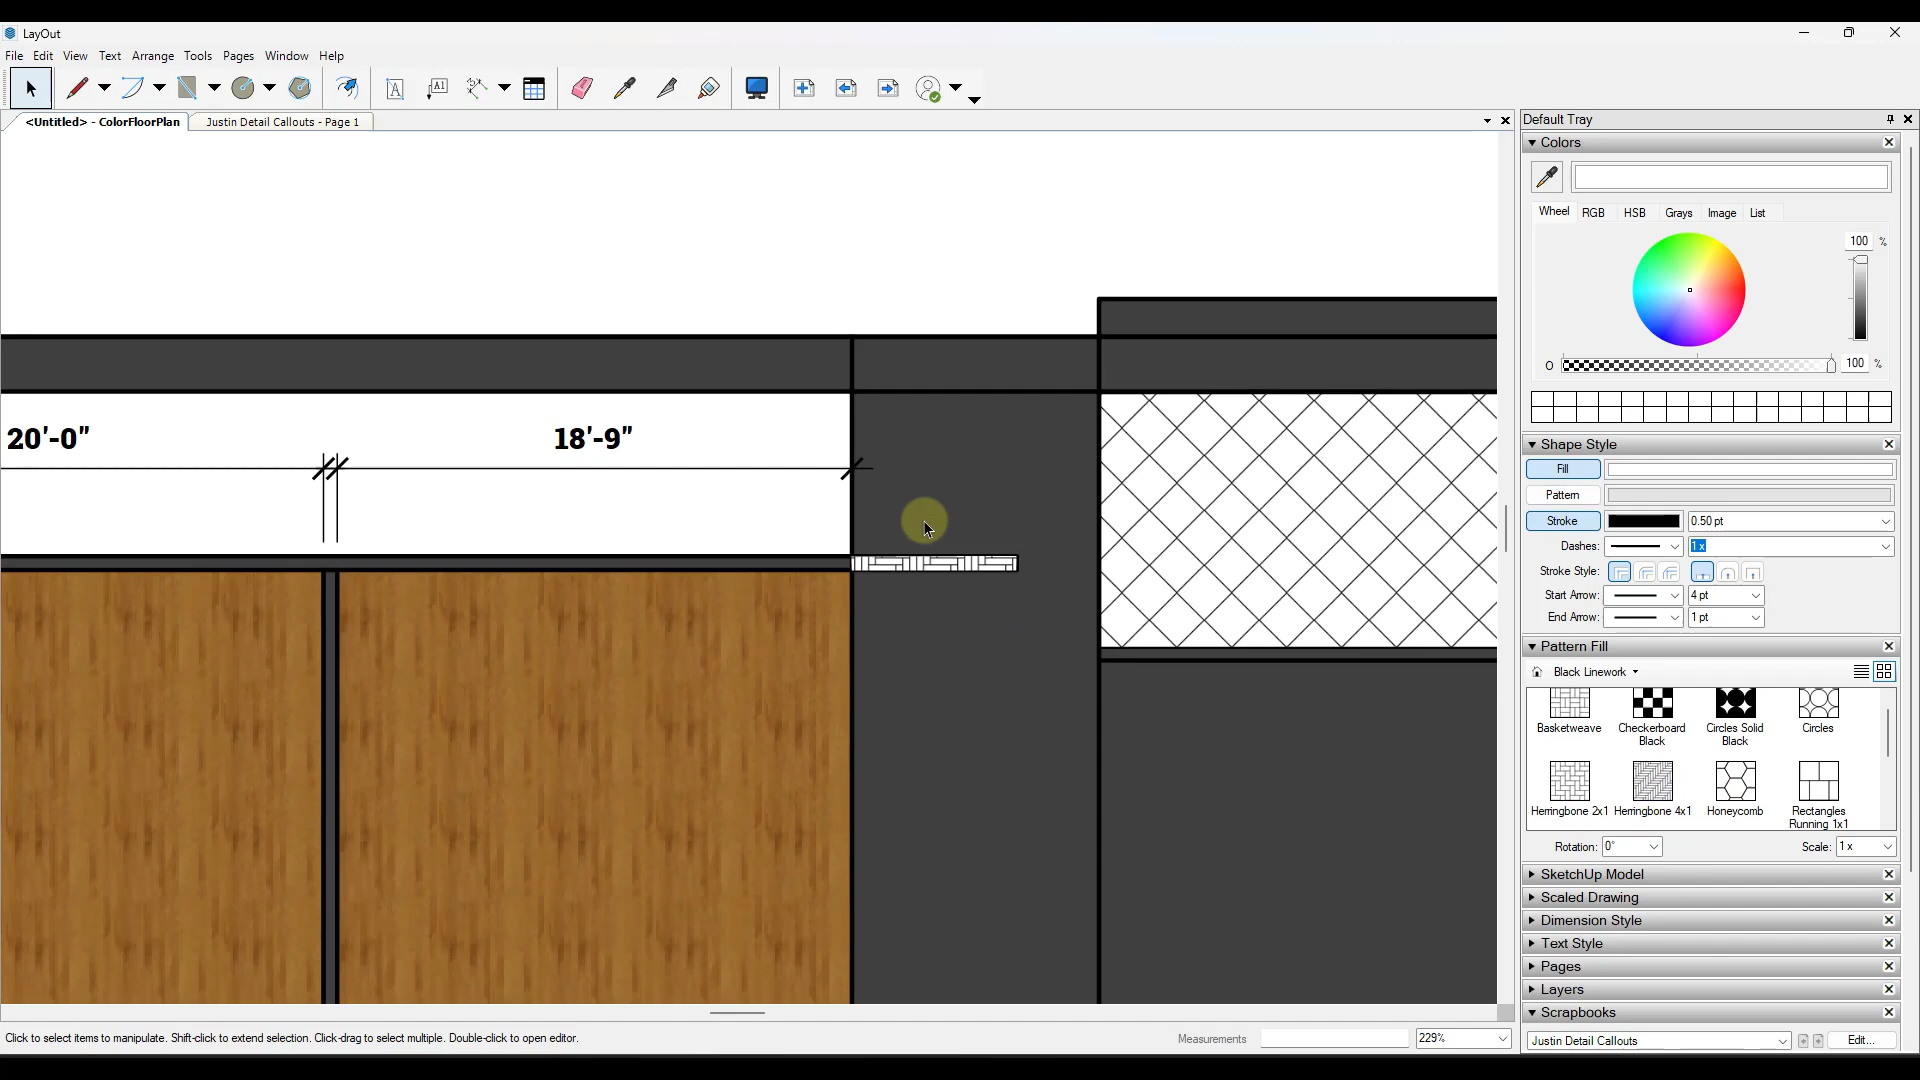 LayOut
File Edit View Text Arrange Tools Pages Window Help
A A1
<Untitled> - ColorFloorPlan Justin Detail Callouts - Page 1
Default Tray
Colors
Wheel RGB HSB Grays Image List
100 %
O 100 %
20'-0" 18'-9"
Shape Style
Fill
Pattern
Stroke 0.50 pt
Dashes: 1 x
Stroke Style:
Start Arrow: 4 pt
End Arrow: 1 pt
Pattern Fill
Black Linework
Basketweave Checkerboard Black Circles Solid Black Circles
Herringbone 2x1 Herringbone 4x1 Honeycomb Rectangles Running 1x1
Rotation: 0° Scale: 1 x
SketchUp Model
Scaled Drawing
Dimension Style
Text Style
Pages
Layers
Scrapbooks
Justin Detail Callouts Edit...
Click to select items to manipulate. Shift-click to extend selection. Click-drag to select multiple. Double-click to open editor. Measurements 229%